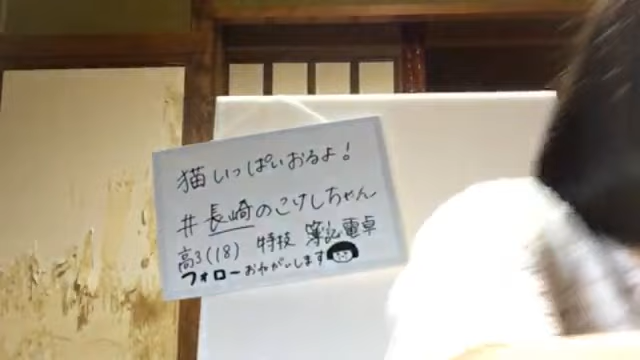 猫いっぱいおるよ!
#長崎のこけしちゃん
高3(18) 特技 簿記電卓
フォローおねがいします